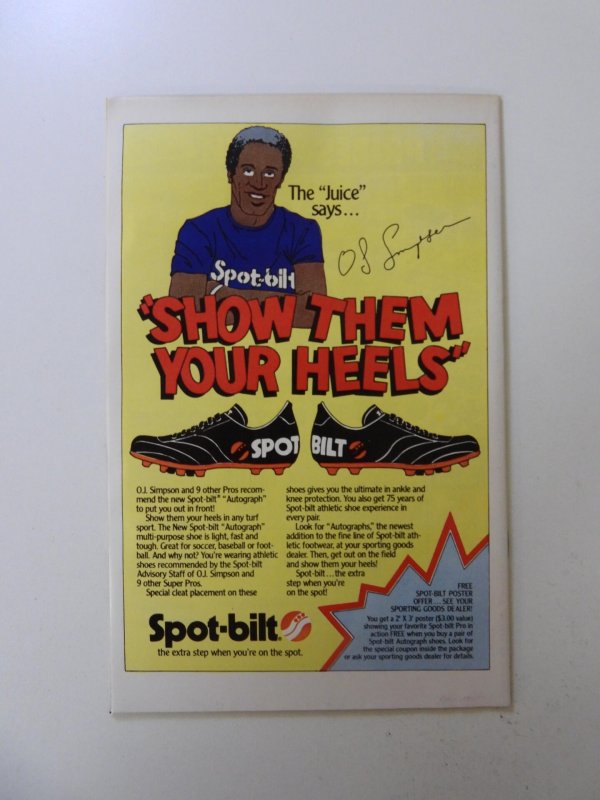 The "Juice"
says...
OJ Simpson
Spot-bilt
"SHOW THEM
YOUR HEELS"
SPOT BILT
O.J. Simpson and 9 other Pros recom-
mend the new Spot-bilt® "Autograph"
to put you out in front!
Show them your heels in any turf
sport. The New Spot-bilt "Autograph"
multi-purpose shoe is light, fast and
tough. Great for soccer, baseball or foot-
ball. And why not? You're wearing athletic
shoes recommended by the Spot-bilt
Advisory Staff of O.J. Simpson and
9 other Super Pros.
Special cleat placement on these
shoes gives you the ultimate in ankle and
knee protection. You also get 75 years of
Spot-bilt athletic shoe experience in
every pair.
Look for "Autographs," the newest
addition to the fine line of Spot-bilt ath-
letic footwear, at your sporting goods
dealer. Then, get out on the field
and show them your heels!
Spot-bilt...the extra
step when you're
on the spot!
Spot-bilt®
the extra step when you're on the spot.
FREE
SPOT-BILT POSTER
OFFER... SEE YOUR
SPORTING GOODS DEALER!
You get a 2' X 3' poster ($3.00 value)
showing your favorite Spot-bilt Pro in
action FREE when you buy a pair of
Spot-bilt Autograph shoes. Look for
the special coupon inside the package
or ask your sporting goods dealer for details.